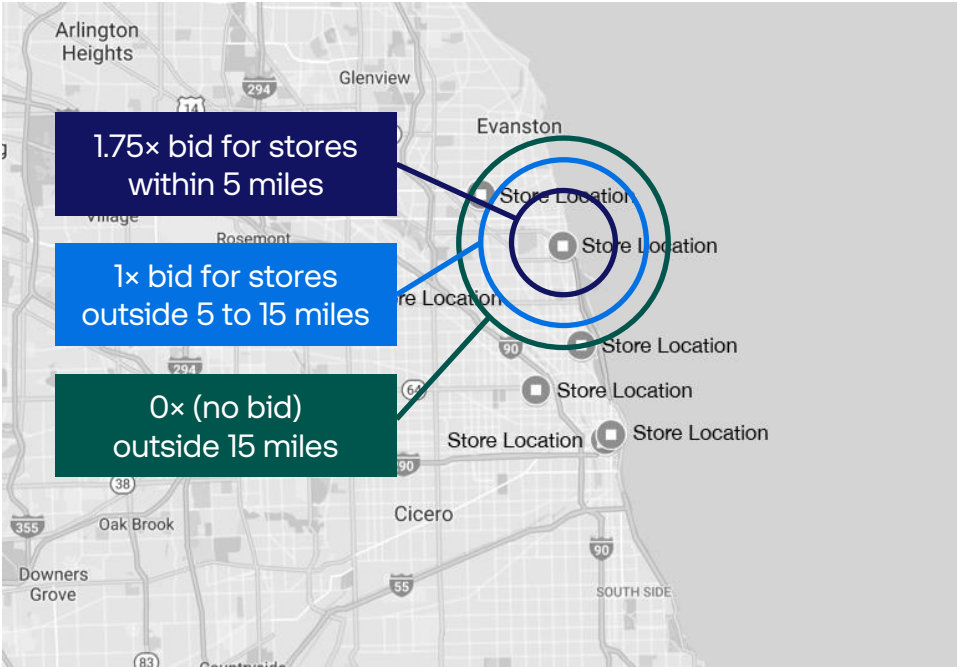 Arlington
Heights
Glenview
294
14
Evanston
1.75× bid for stores
within 5 miles
Store Location
Village
Rosemont
Store Location
1× bid for stores
outside 5 to 15 miles
re Location
90
Store Location
294
64
Store Location
0× (no bid)
outside 15 miles
Store Location
Store Location
90
38
Cicero
355
Oak Brook
90
Downers
Grove
55
SOUTH SIDE
83
Countryside